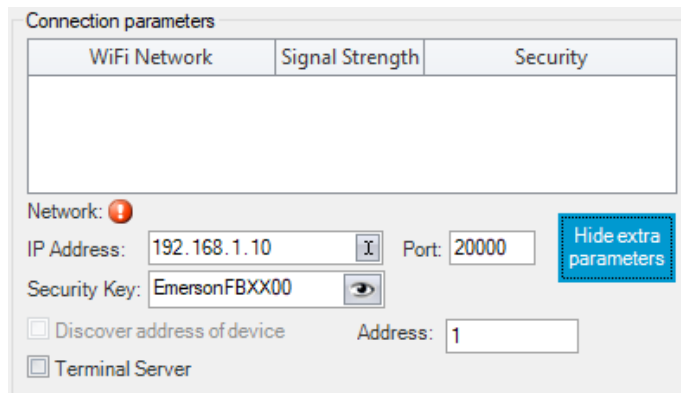 Connection parameters
WiFi Network Signal Strength Security
Network:
IP Address: 192.168.1.10 Port: 20000
Hide extra
parameters
Security Key: EmersonFBXX00
Discover address of device Address: 1
Terminal Server